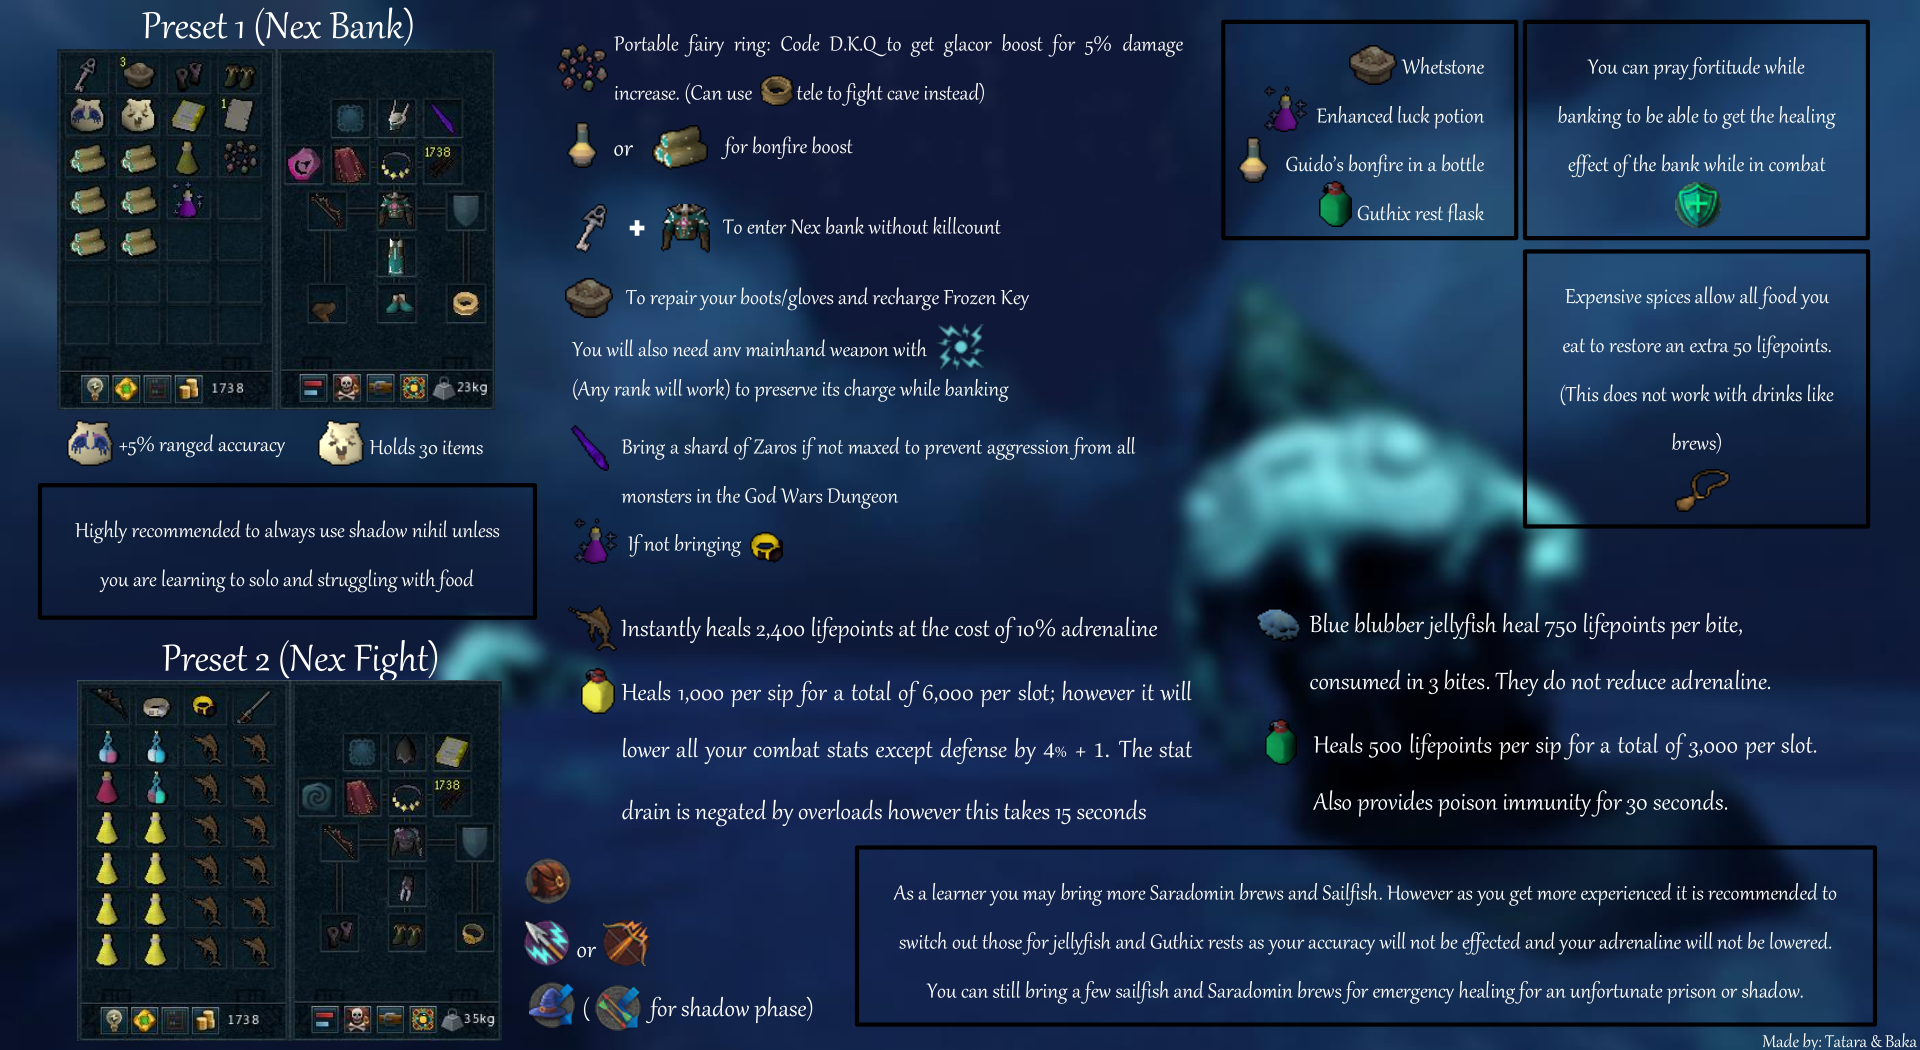 Preset 1 (Nex Bank)
3
1
1738
1738
23kg
+5% ranged accuracy
Holds 30 items
Highly recommended to always use shadow nihil unless
you are learning to solo and struggling with food
Preset 2 (Nex Fight)
1738
1738
35kg
Portable fairy ring: Code D.K.Q to get glacor boost for 5% damage
increase. (Can use tele to fight cave instead)
or for bonfire boost
+ To enter Nex bank without killcount
To repair your boots/gloves and recharge Frozen Key
You will also need any mainhand weapon with
(Any rank will work) to preserve its charge while banking
Bring a shard of Zaros if not maxed to prevent aggression from all
monsters in the God Wars Dungeon
If not bringing
Instantly heals 2,400 lifepoints at the cost of 10% adrenaline
Heals 1,000 per sip for a total of 6,000 per slot; however it will
lower all your combat stats except defense by 4% + 1. The stat
drain is negated by overloads however this takes 15 seconds
or
( for shadow phase)
Whetstone
Enhanced luck potion
Guido's bonfire in a bottle
Guthix rest flask
You can pray fortitude while
banking to be able to get the healing
effect of the bank while in combat
Expensive spices allow all food you
eat to restore an extra 50 lifepoints.
(This does not work with drinks like
brews)
Blue blubber jellyfish heal 750 lifepoints per bite,
consumed in 3 bites. They do not reduce adrenaline.
Heals 500 lifepoints per sip for a total of 3,000 per slot.
Also provides poison immunity for 30 seconds.
As a learner you may bring more Saradomin brews and Sailfish. However as you get more experienced it is recommended to
switch out those for jellyfish and Guthix rests as your accuracy will not be effected and your adrenaline will not be lowered.
You can still bring a few sailfish and Saradomin brews for emergency healing for an unfortunate prison or shadow.
Made by: Tatara & Baka